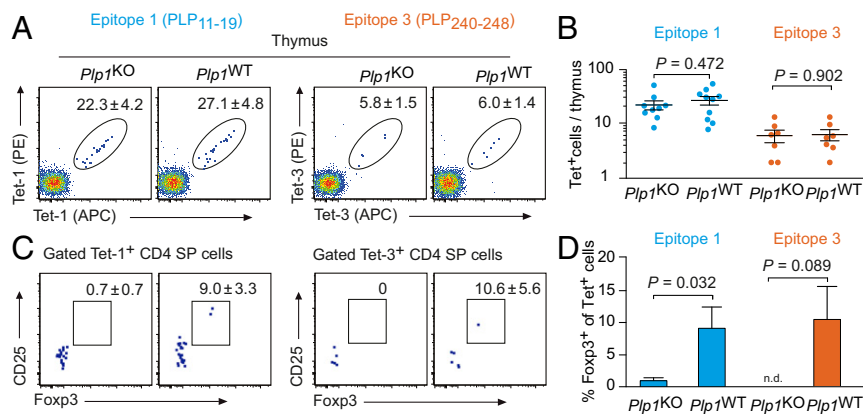 A
Epitope 1 (PLP11-19)
Epitope 3 (PLP240-248)
Thymus
Plp1KO
Plp1WT
Plp1KO
Plp1WT
22.3±4.2
27.1±4.8
5.8±1.5
6.0±1.4
Tet-1 (PE)
Tet-3 (PE)
Tet-1 (APC)
Tet-3 (APC)
B
Epitope 1
Epitope 3
P = 0.472
P = 0.902
Tet+cells / thymus
100
10
1
Plp1KO
Plp1WT
Plp1KO
Plp1WT
C
Gated Tet-1+ CD4 SP cells
Gated Tet-3+ CD4 SP cells
0.7±0.7
9.0±3.3
0
10.6±5.6
CD25
CD25
Foxp3
Foxp3
D
Epitope 1
Epitope 3
P = 0.032
P = 0.089
% Foxp3+ of Tet+ cells
20
15
10
5
0
n.d.
Plp1KO
Plp1WT
Plp1KO
Plp1WT